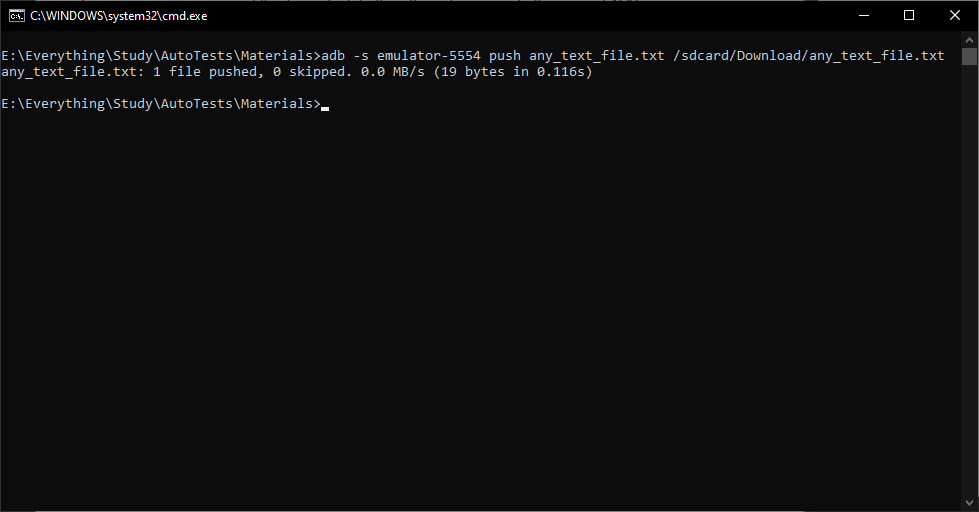 C:\WINDOWS\system32\cmd.exe
E:\Everything\Study\AutoTests\Materials>adb -s emulator-5554 push any_text_file.txt /sdcard/Download/any_text_file.txt
any_text_file.txt: 1 file pushed, 0 skipped. 0.0 MB/s (19 bytes in 0.116s)
E:\Everything\Study\AutoTests\Materials>